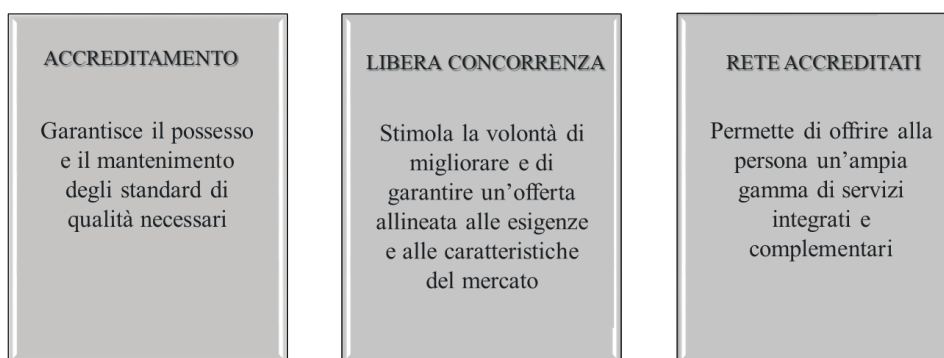 ACCREDITAMENTO
Garantisce il possesso
e il mantenimento
degli standard di
qualità necessari
LIBERA CONCORRENZA
Stimola la volontà di
migliorare e di
garantire un’offerta
allineata alle esigenze
e alle caratteristiche
del mercato
RETE ACCREDITATI
Permette di offrire alla
persona un’ampia
gamma di servizi
integrati e
complementari